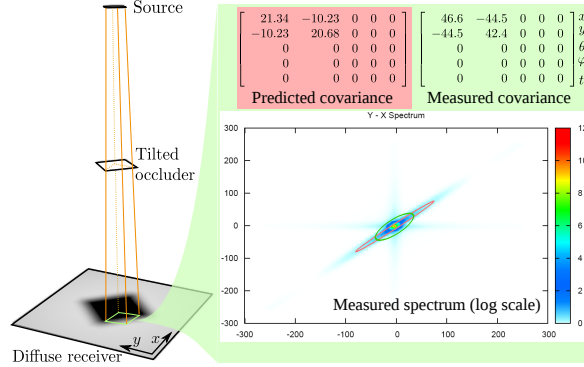 Source
Tilted
occluder
Diffuse receiver
y x
21.34 −10.23 0 0 0
−10.23 20.68 0 0 0
0 0 0 0 0
0 0 0 0 0
0 0 0 0 0
Predicted covariance
46.6 −44.5 0 0 0 x
−44.5 42.4 0 0 0 y
0 0 0 0 0 θ
0 0 0 0 0 φ
0 0 0 0 0 t
Measured covariance
Y - X Spectrum
300
200
100
0
-100
-200
-300
-300 -200 -100 0 100 200 300
12
10
8
6
4
2
0
Measured spectrum (log scale)